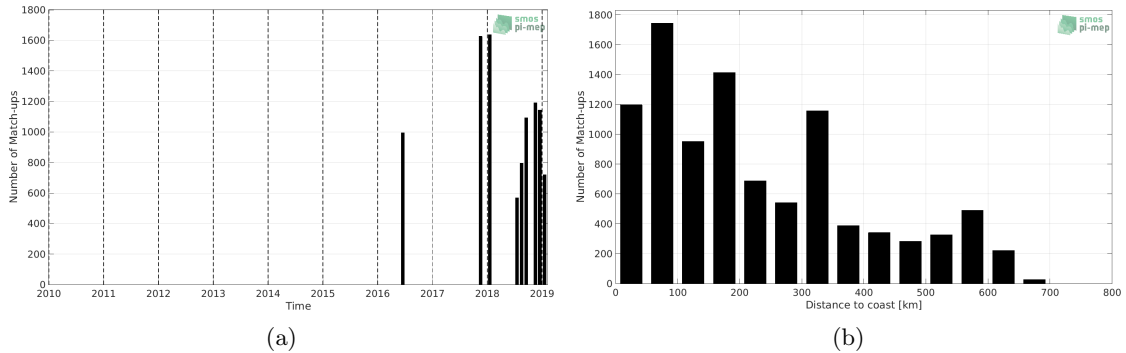 1800
1600
1400
1200
1000
800
600
400
200
0
Number of Match-ups
2010 2011 2012 2013 2014 2015 2016 2017 2018 2019
Time
smos
pi-mep
(a)
1800
1600
1400
1200
1000
800
600
400
200
0
Number of Match-ups
0 100 200 300 400 500 600 700 800
Distance to coast [km]
smos
pi-mep
(b)